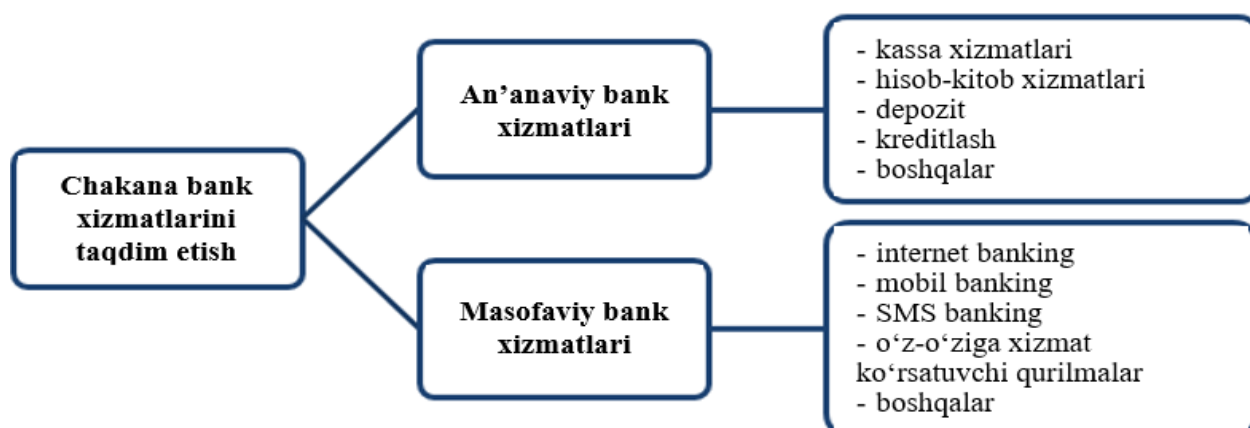 Chakana bank
xizmatlarini
taqdim etish
An’anaviy bank
xizmatlari
- kassa xizmatlari
- hisob-kitob xizmatlari
- depozit
- kreditlash
- boshqalar
Masofaviy bank
xizmatlari
- internet banking
- mobil banking
- SMS banking
- o‘z-o‘ziga xizmat
ko‘rsatuvchi qurilmalar
- boshqalar